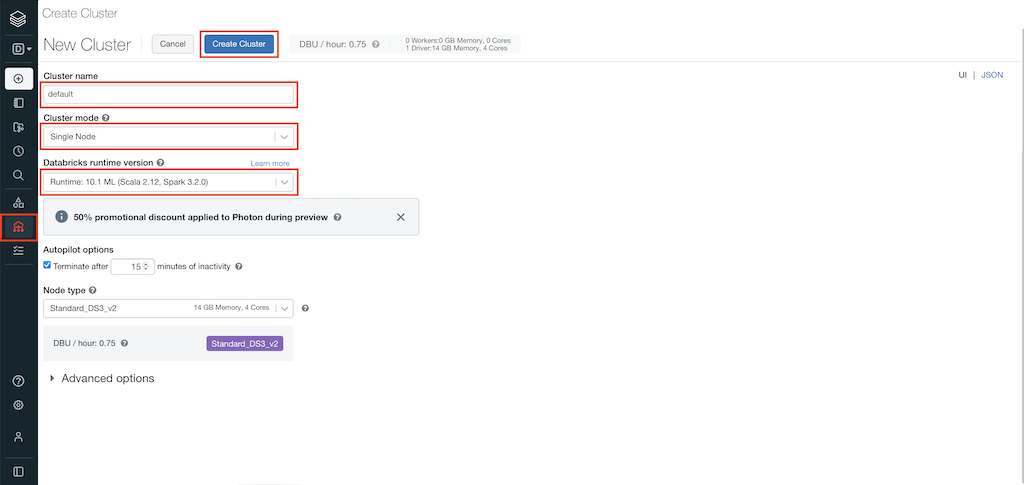 Create Cluster
New Cluster
Cancel
Create Cluster
DBU / hour: 0.75
0 Workers:0 GB Memory, 0 Cores
1 Driver:14 GB Memory, 4 Cores
UI | JSON
Cluster name
default
Cluster mode
Single Node
Databricks runtime version
Learn more
Runtime: 10.1 ML (Scala 2.12, Spark 3.2.0)
50% promotional discount applied to Photon during preview
Autopilot options
Terminate after 15 minutes of inactivity
Node type
Standard_DS3_v2 14 GB Memory, 4 Cores
DBU / hour: 0.75 Standard_DS3_v2
Advanced options